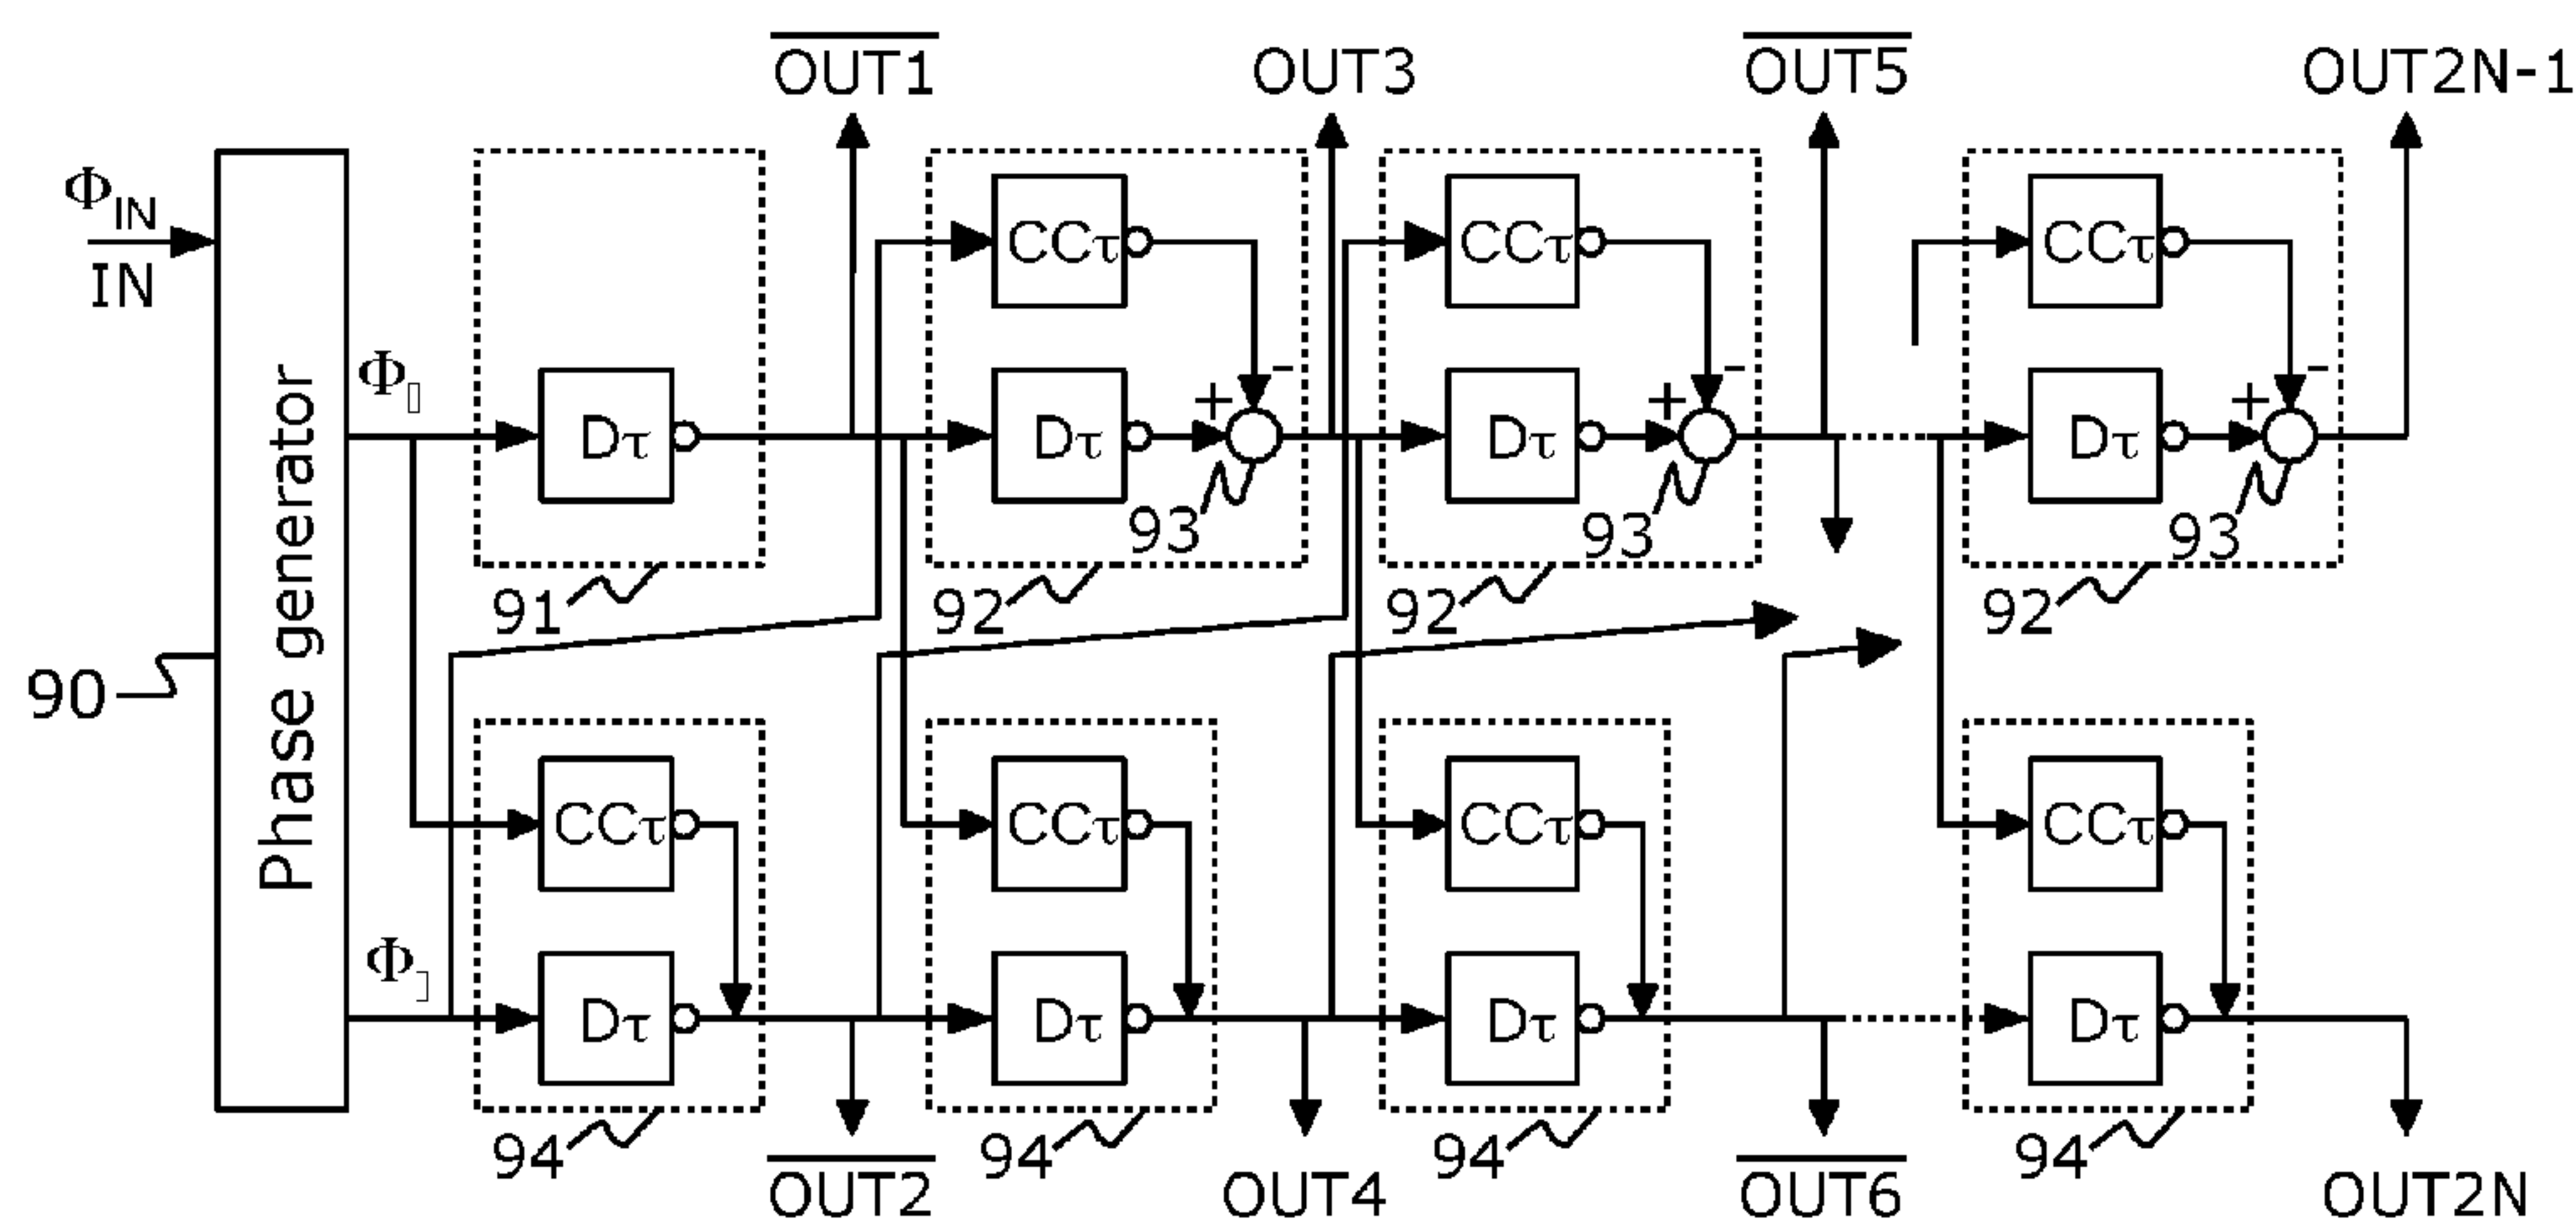 OUT1
OUT3
OUT5
OUT2N-1
ΦIN
IN
Phase generator
90
Φ
Φ
CCτ
CCτ
CCτ
Dτ
Dτ
Dτ
Dτ
+
-
+
-
+
-
93
93
93
91
92
92
92
CCτ
CCτ
CCτ
CCτ
Dτ
Dτ
Dτ
Dτ
94
94
94
94
OUT2
OUT4
OUT6
OUT2N